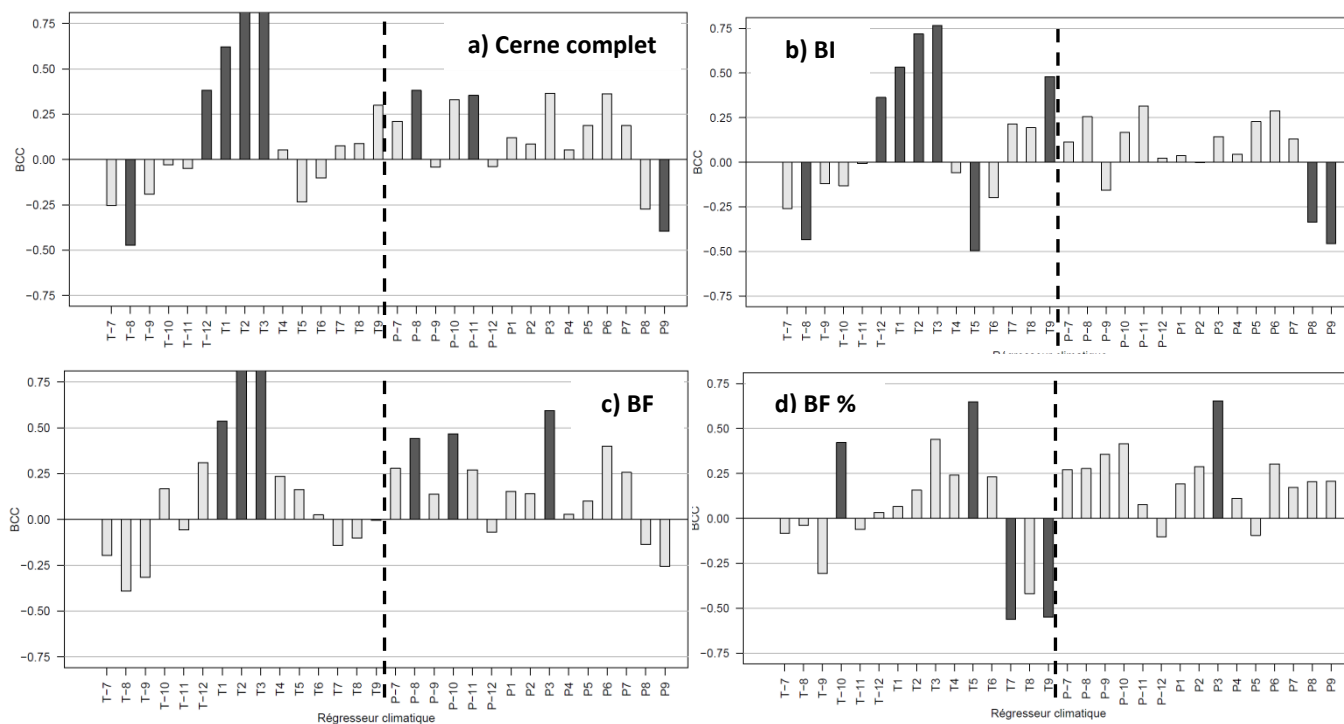 a) Cerne complet
0.75
0.50
0.25
0.00
−0.25
−0.50
−0.75
BCC
T−7 T−8 T−9 T−10 T−11 T−12 T1 T2 T3 T4 T5 T6 T7 T8 T9 P−7 P−8 P−9 P−10 P−11 P−12 P1 P2 P3 P4 P5 P6 P7 P8 P9
b) BI
0.75
0.50
0.25
0.00
−0.25
−0.50
−0.75
BCC
T−7 T−8 T−9 T−10 T−11 T−12 T1 T2 T3 T4 T5 T6 T7 T8 T9 P−7 P−8 P−9 P−10 P−11 P−12 P1 P2 P3 P4 P5 P6 P7 P8 P9
Régresseur climatique
c) BF
0.75
0.50
0.25
0.00
−0.25
−0.50
−0.75
BCC
T−7 T−8 T−9 T−10 T−11 T−12 T1 T2 T3 T4 T5 T6 T7 T8 T9 P−7 P−8 P−9 P−10 P−11 P−12 P1 P2 P3 P4 P5 P6 P7 P8 P9
Régresseur climatique
d) BF %
0.75
0.50
0.25
0.00
−0.25
−0.50
−0.75
BCC
T−7 T−8 T−9 T−10 T−11 T−12 T1 T2 T3 T4 T5 T6 T7 T8 T9 P−7 P−8 P−9 P−10 P−11 P−12 P1 P2 P3 P4 P5 P6 P7 P8 P9
Régresseur climatique